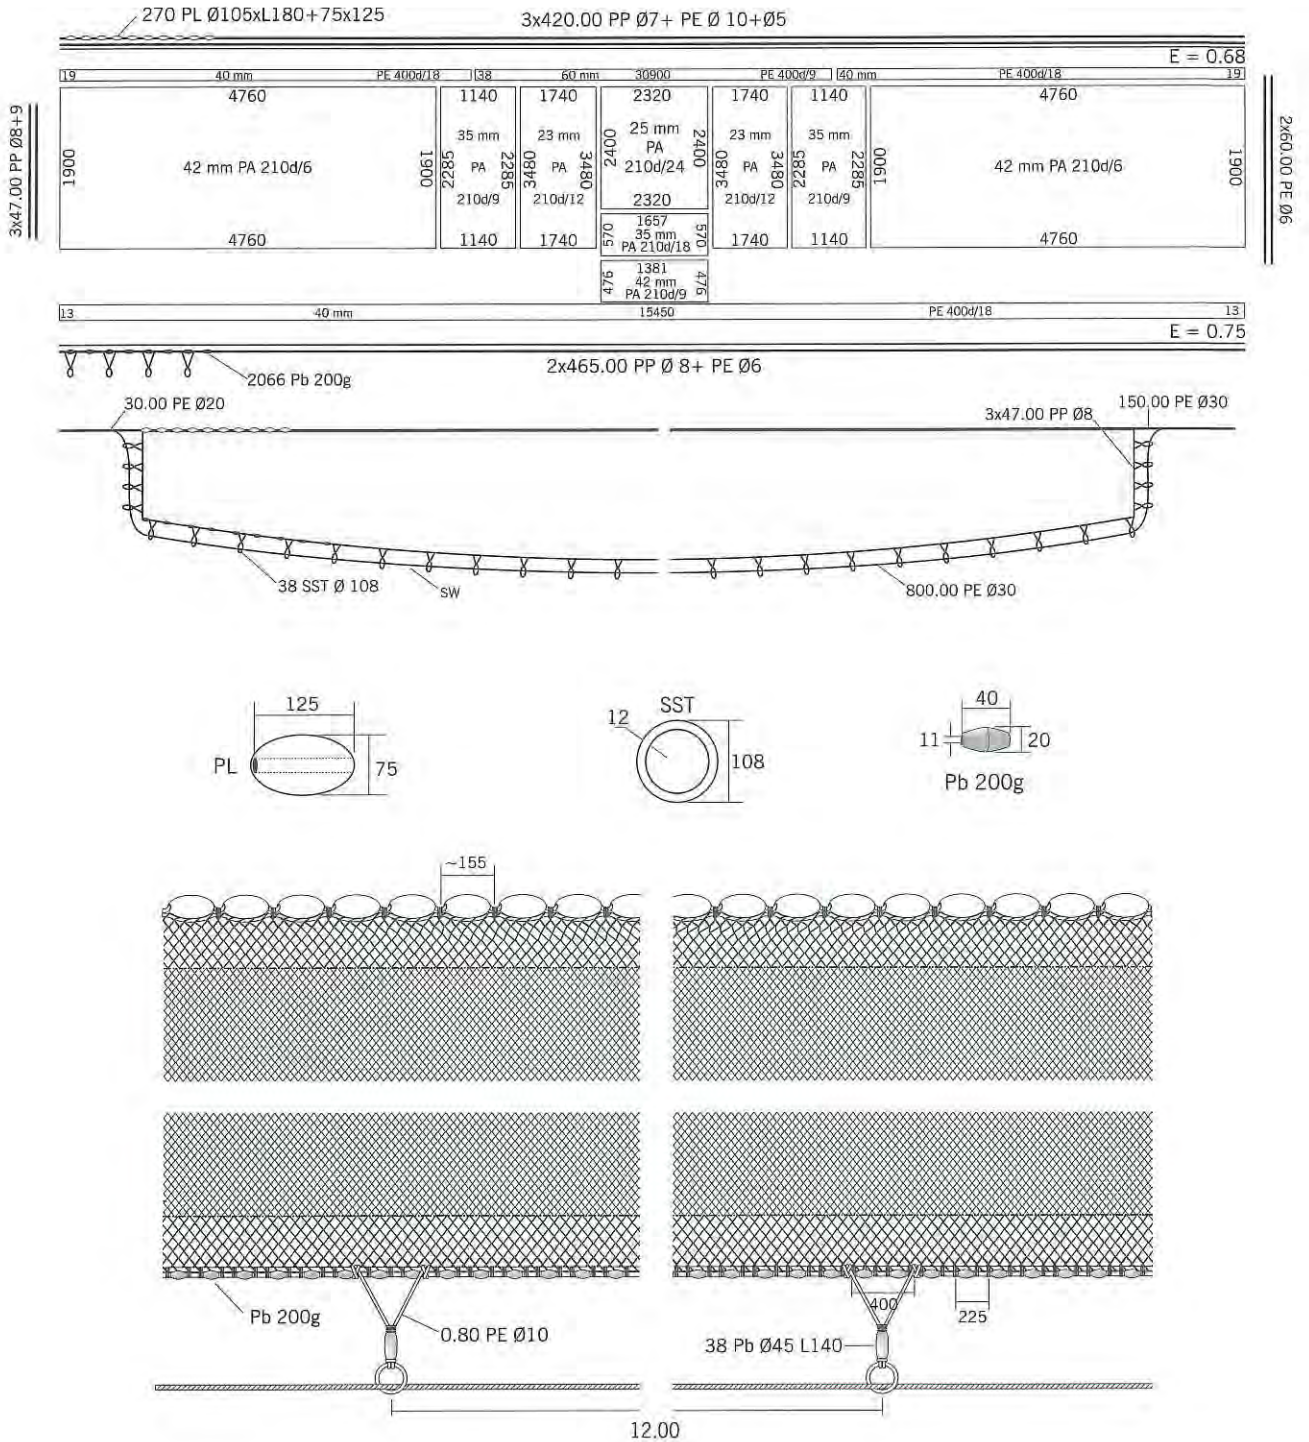 270 PL Ø105xL180+75x125
3x420.00 PP Ø7+ PE Ø 10+Ø5
E = 0.68
19 40 mm PE 400d/18 38 60 mm 30900 PE 400d/9 40 mm PE 400d/18 19
4760 1140 1740 2320 1740 1140 4760
3x47.00 PP Ø8+9
1900
42 mm PA 210d/6
1900
2285
35 mm
PA
210d/9
2285
3480
23 mm
PA
210d/12
3480
2400
25 mm
PA
210d/24
2400
2320
3480
23 mm
PA
210d/12
3480
2285
35 mm
PA
210d/9
2285
1900
42 mm PA 210d/6
1900
2x60.00 PE Ø6
570
1657
35 mm
PA 210d/18
570
4760 1140 1740 1740 1140 4760
476
1381
42 mm
PA 210d/9
476
13 40 mm 15450 PE 400d/18 13
E = 0.75
2x465.00 PP Ø 8+ PE Ø6
2066 Pb 200g
30.00 PE Ø20
3x47.00 PP Ø8
150.00 PE Ø30
38 SST Ø 108
SW
800.00 PE Ø30
125
PL
75
SST
12
108
40
11
20
Pb 200g
~155
Pb 200g
0.80 PE Ø10
400
225
38 Pb Ø45 L140
12.00